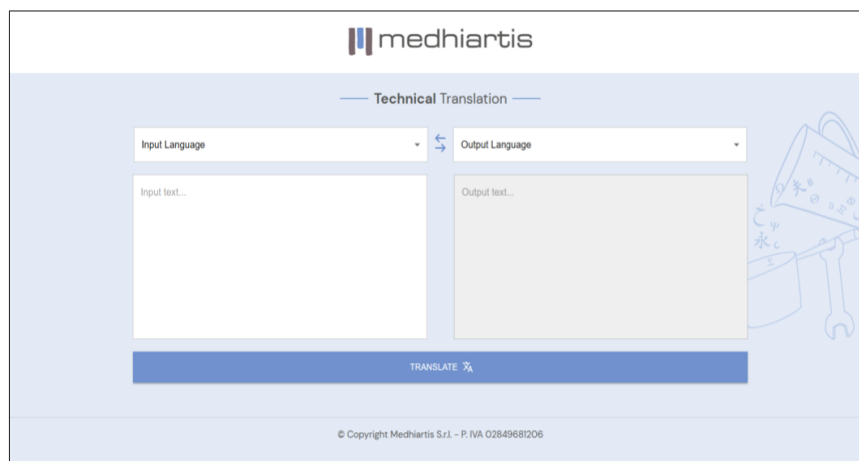 medhiartis
Technical Translation
Input Language
Output Language
Input text...
Output text...
TRANSLATE
© Copyright Medhiartis S.r.l. - P. IVA 02849681206